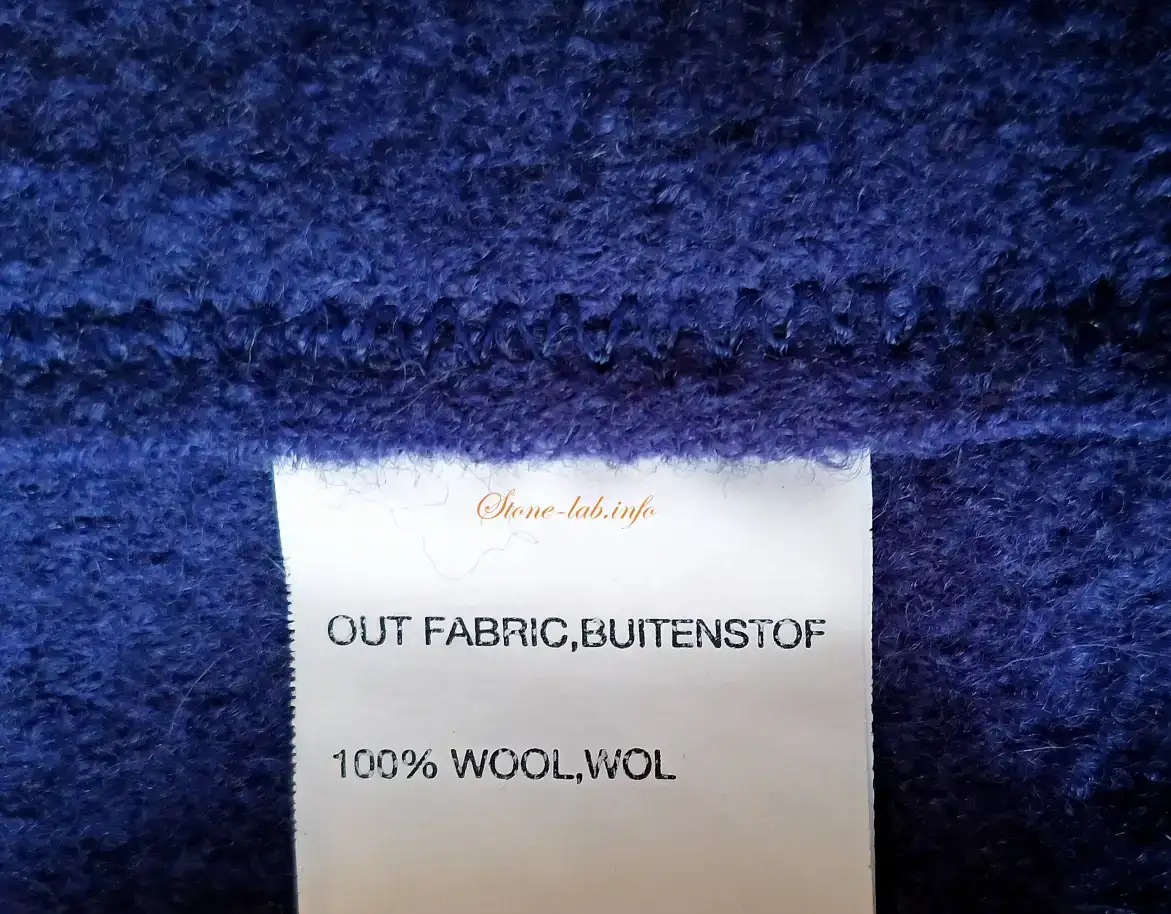 Stone-lab.info
OUT FABRIC,BUITENSTOF
100% WOOL,WOL